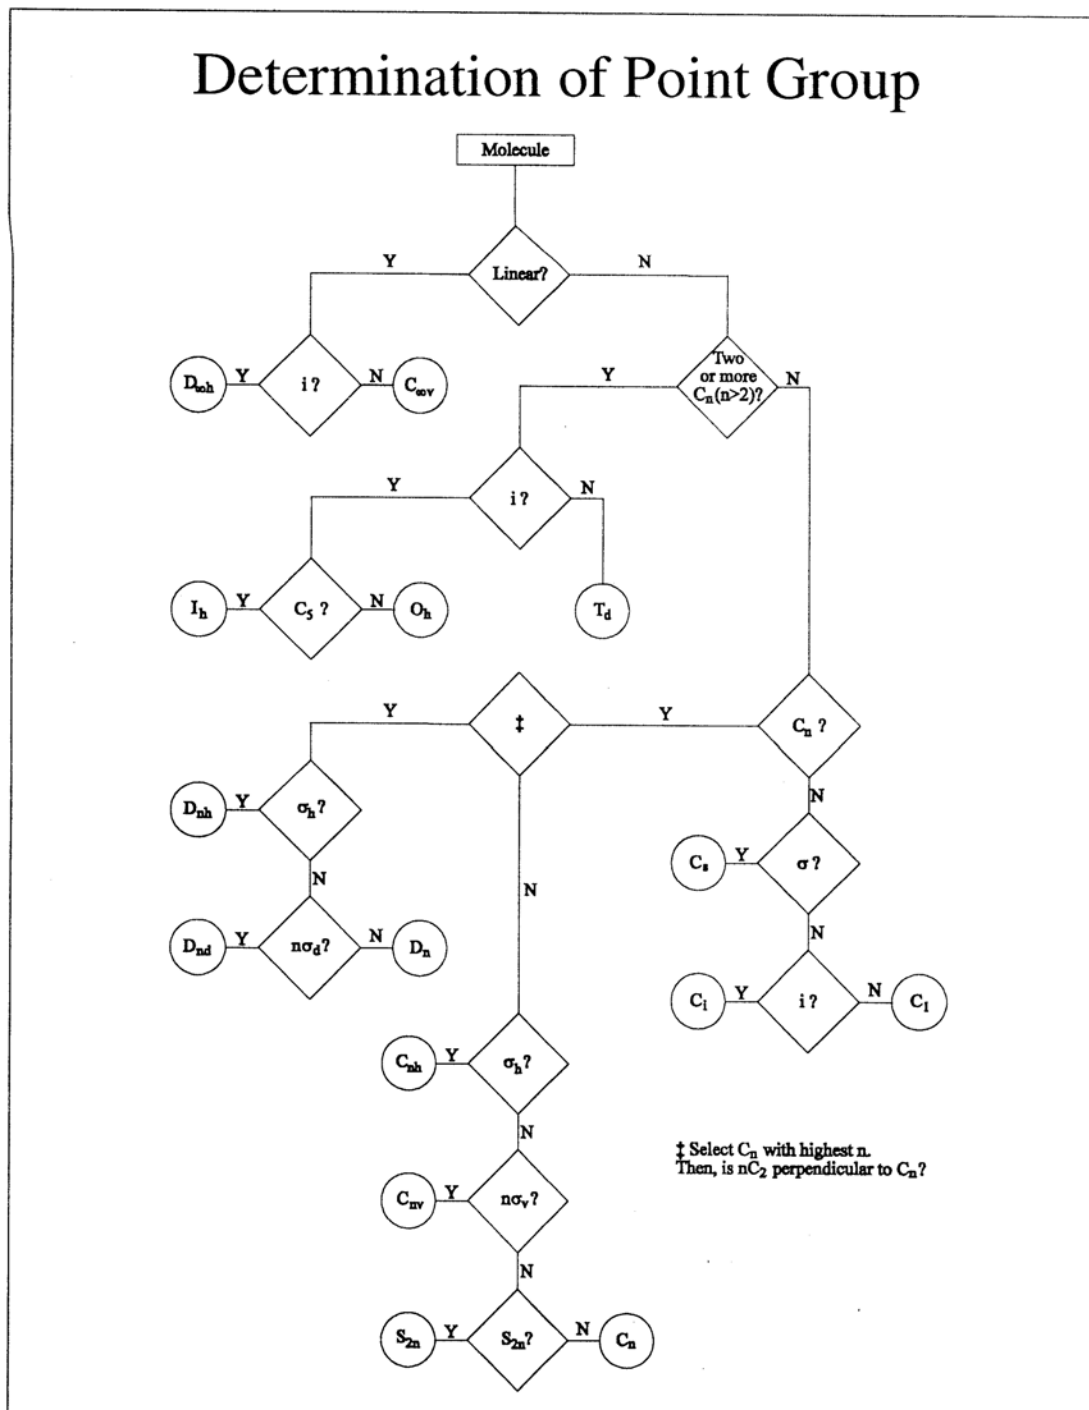 Determination of Point Group
Molecule
Linear?
Y
N
i ?
Y
N
D∞h
C∞v
Two
or more
Cn(n>2)?
Y
N
i ?
Y
N
C5 ?
Y
N
Ih
Oh
Td
Cn ?
Y
N
‡
Y
N
σh?
Y
N
Dnh
nσd?
Y
N
Dnd
Dn
σ?
Y
N
Cs
i ?
Y
N
Ci
C1
σh?
Y
N
Cnh
nσv?
Y
N
Cnv
S2n?
Y
N
S2n
Cn
‡ Select Cn with highest n.
Then, is nC2 perpendicular to Cn?